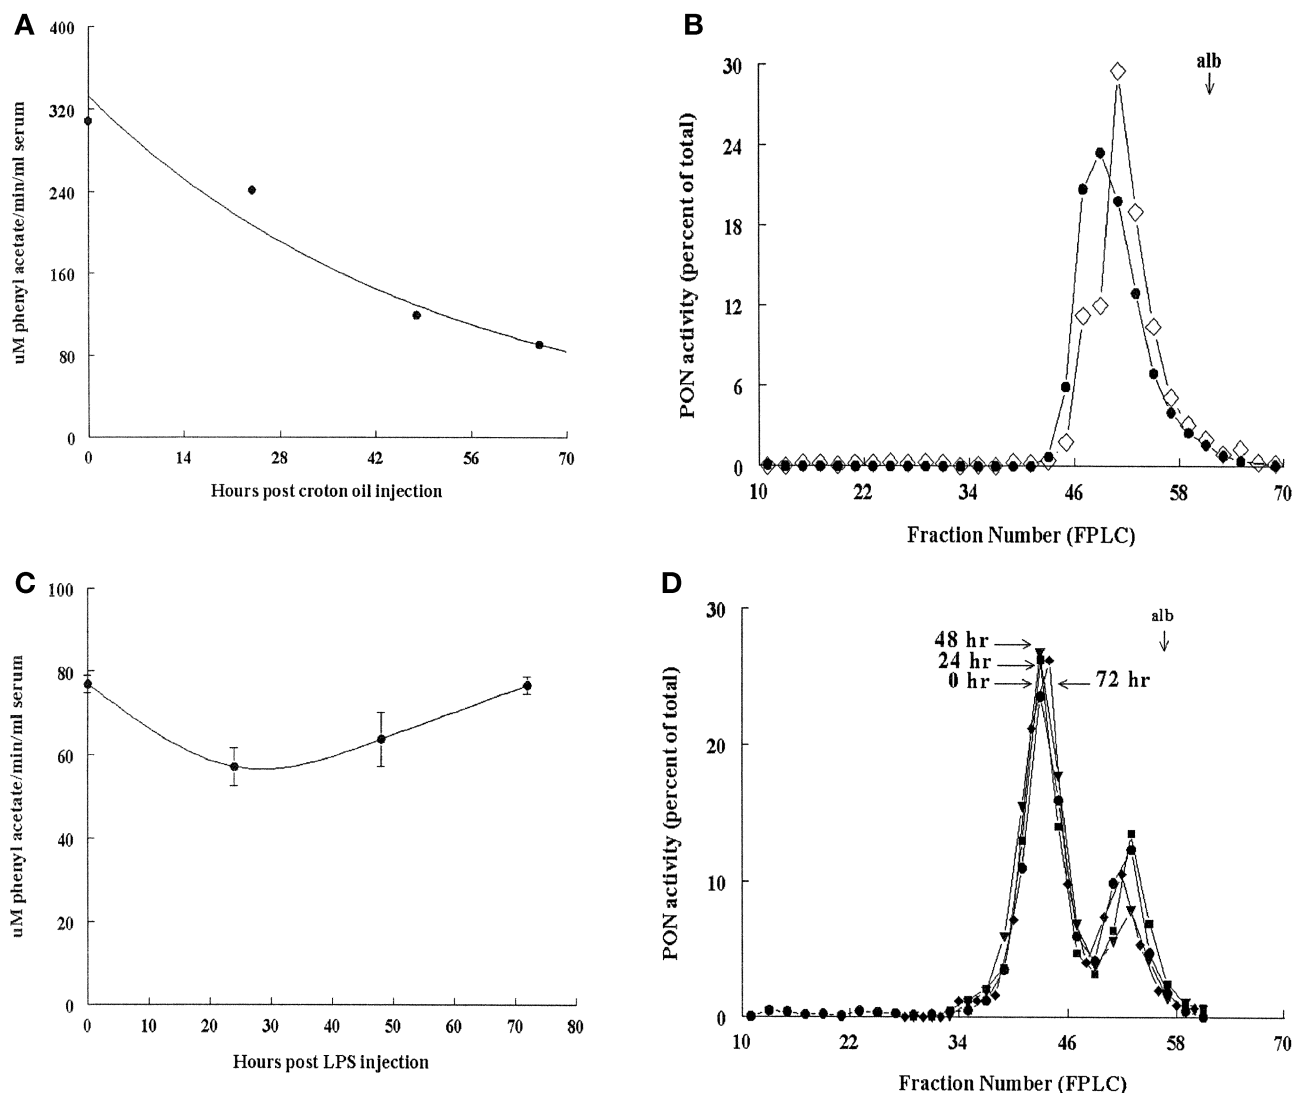 A
400
320
240
160
80
0
0 14 28 42 56 70
uM phenyl acetate/min/ml serum
Hours post croton oil injection
B
30
24
18
12
6
0
10 22 34 46 58 70
alb
PON activity (percent of total)
Fraction Number (FPLC)
C
100
80
60
40
20
0
0 10 20 30 40 50 60 70 80
uM phenyl acetate/min/ml serum
Hours post LPS injection
D
30
20
10
0
10 22 34 46 58 70
alb
48 hr
24 hr
0 hr
72 hr
PON activity (percent of total)
Fraction Number (FPLC)